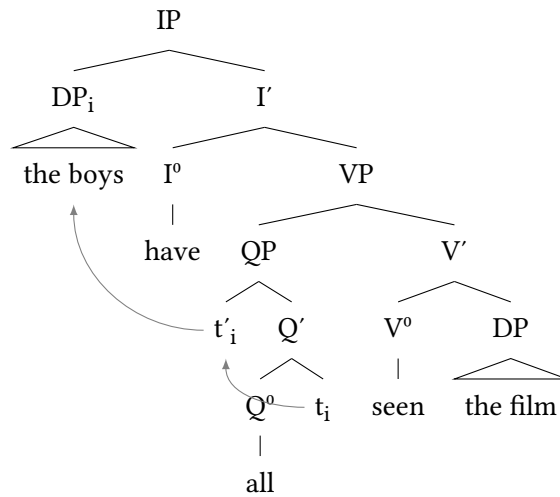 IP
DPᵢ I′
the boys I⁰ VP
have QP V′
t′ᵢ Q′ V⁰ DP
Q⁰ tᵢ seen the film
all